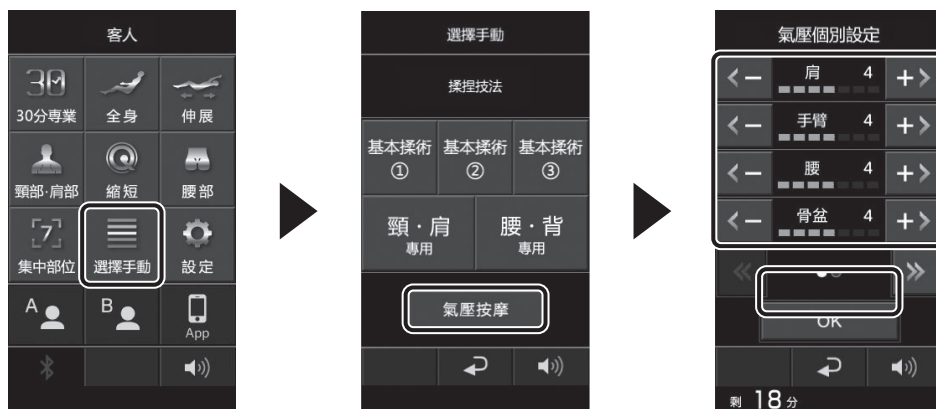 客人
30
30分専業
全身
伸展
頸部·肩部
縮短
腰部
7
集中部位
選擇手動
設定
A
B
App
選擇手動
揉捏技法
基本揉術
①
基本揉術
②
基本揉術
③
頸・肩
專用
腰・背
專用
氣壓按摩
氣壓個別設定
肩 4
手臂 4
腰 4
骨盆 4
OK
剩 18 分